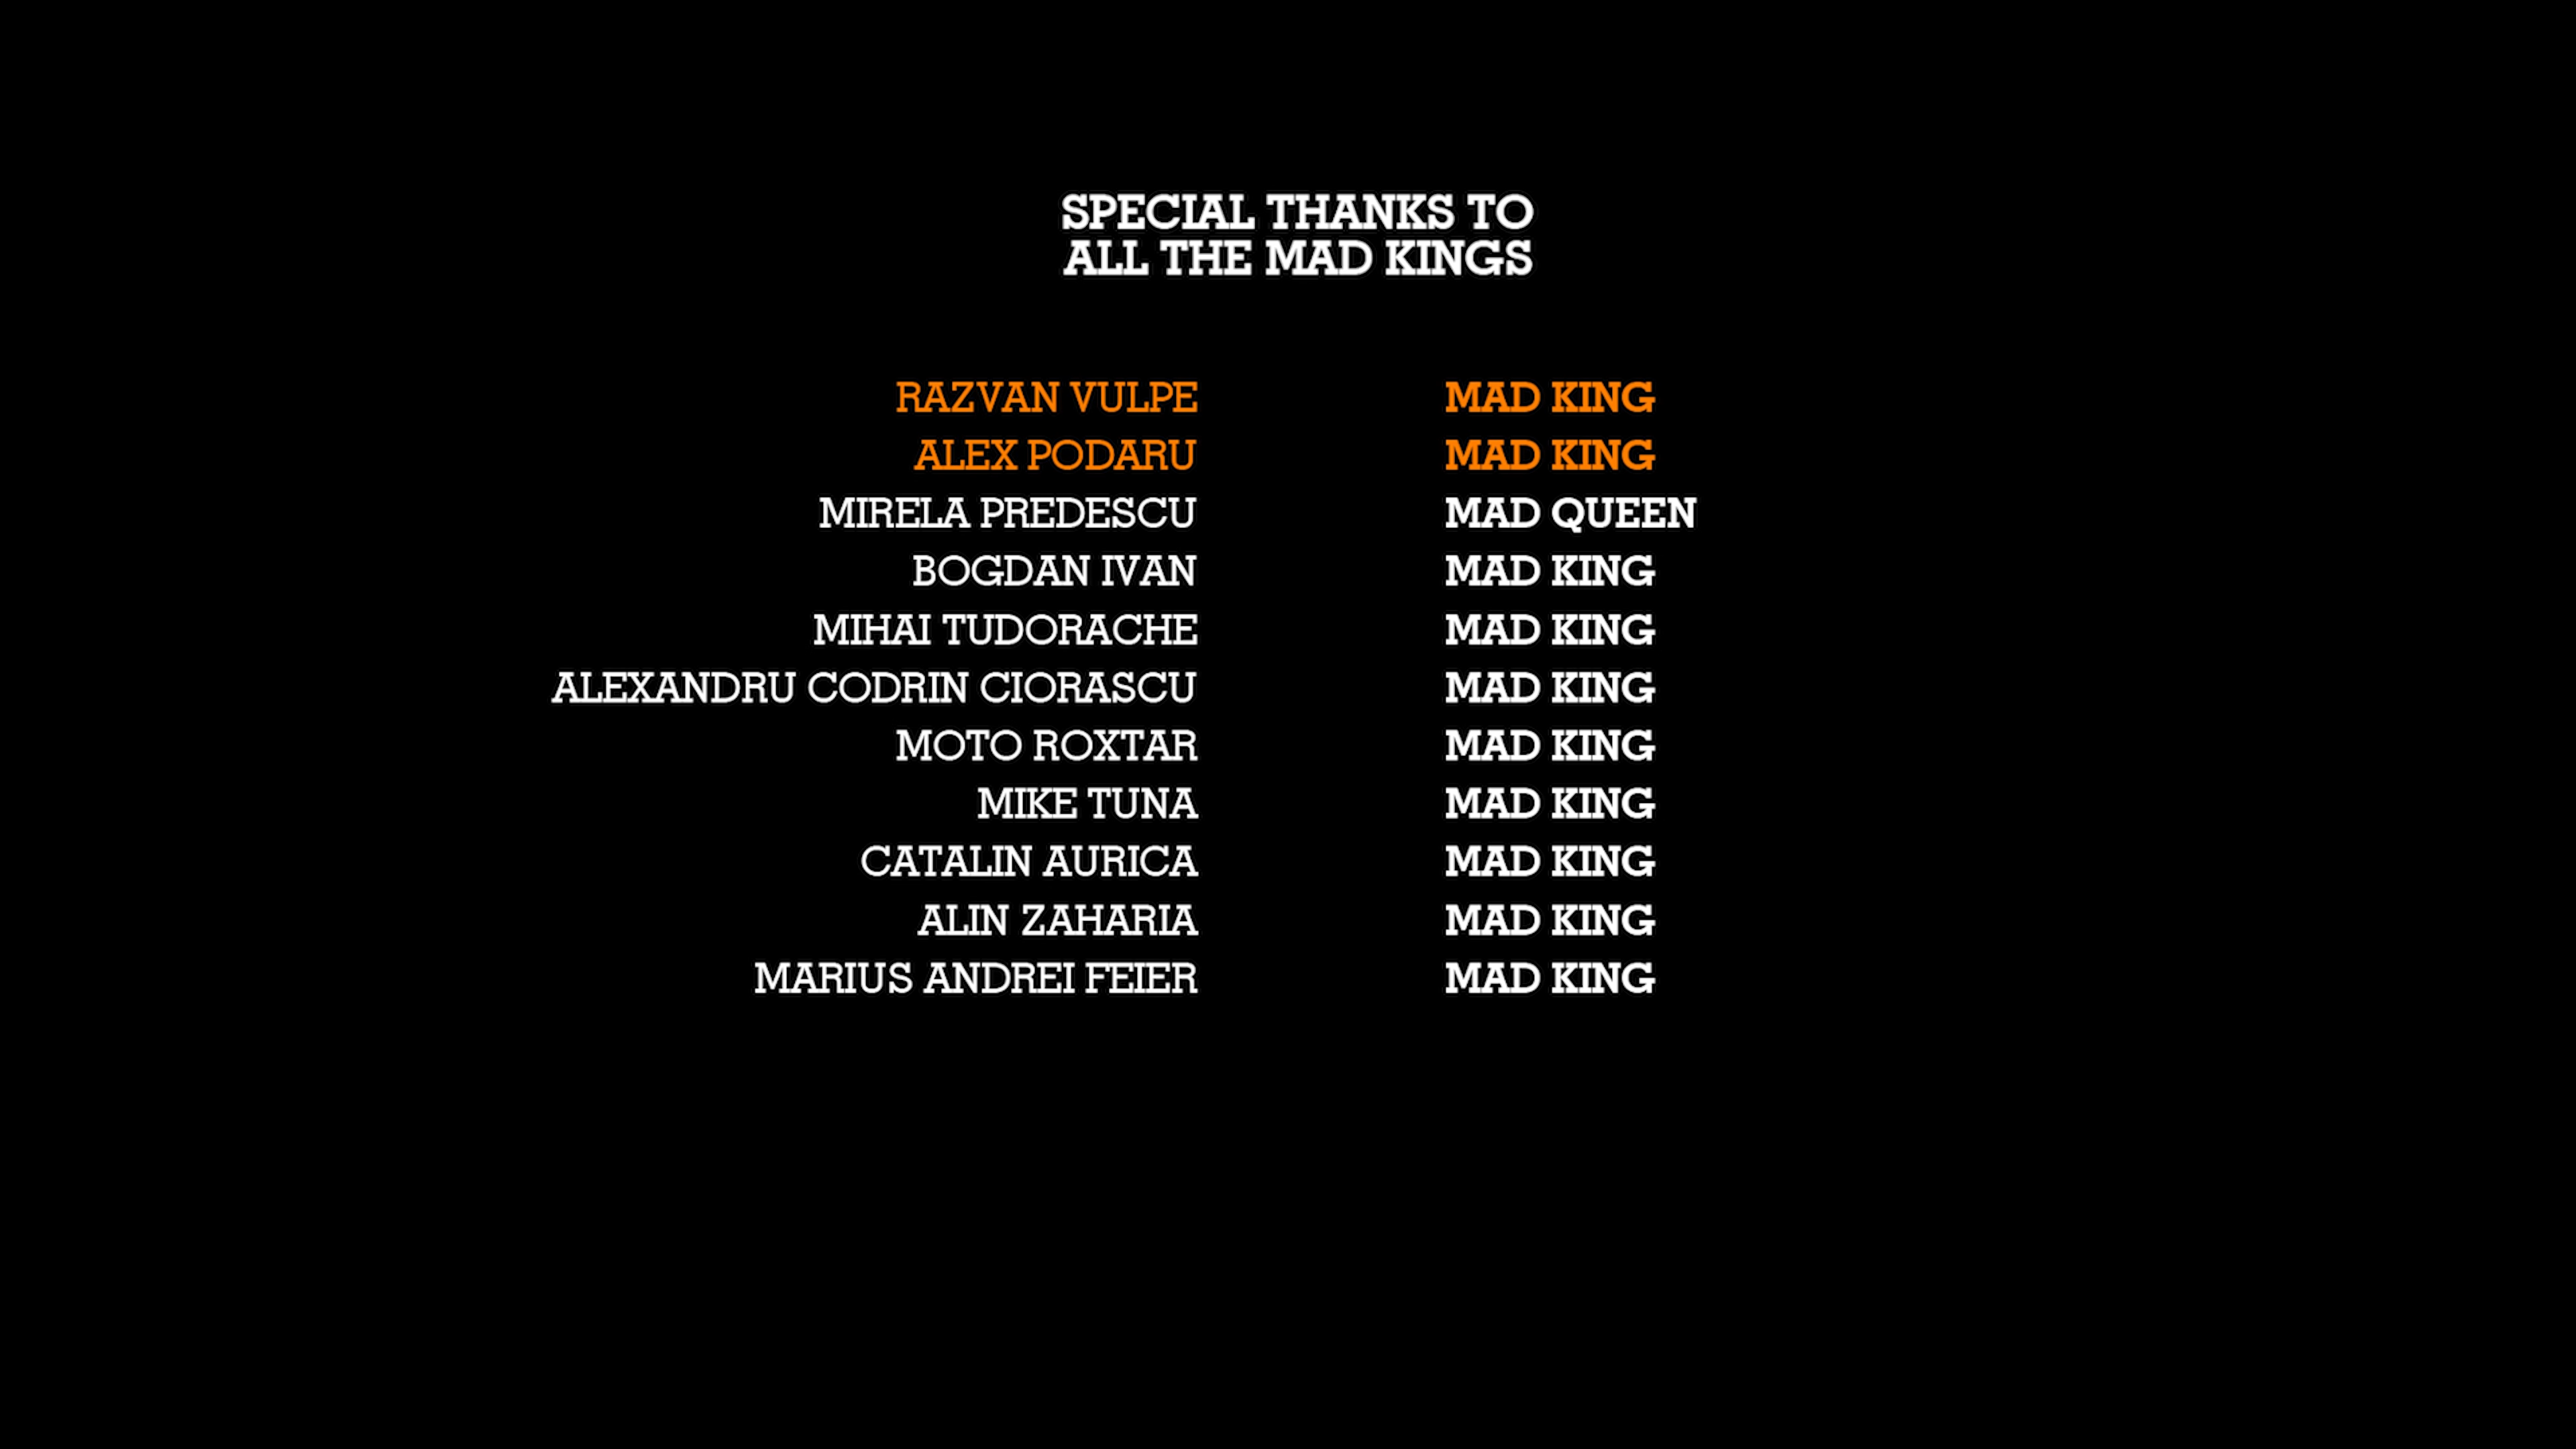 SPECIAL THANKS TO
ALL THE MAD KINGS
RAZVAN VULPE MAD KING
ALEX PODARU MAD KING
MIRELA PREDESCU MAD QUEEN
BOGDAN IVAN MAD KING
MIHAI TUDORACHE MAD KING
ALEXANDRU CODRIN CIORASCU MAD KING
MOTO ROXTAR MAD KING
MIKE TUNA MAD KING
CATALIN AURICA MAD KING
ALIN ZAHARIA MAD KING
MARIUS ANDREI FEIER MAD KING